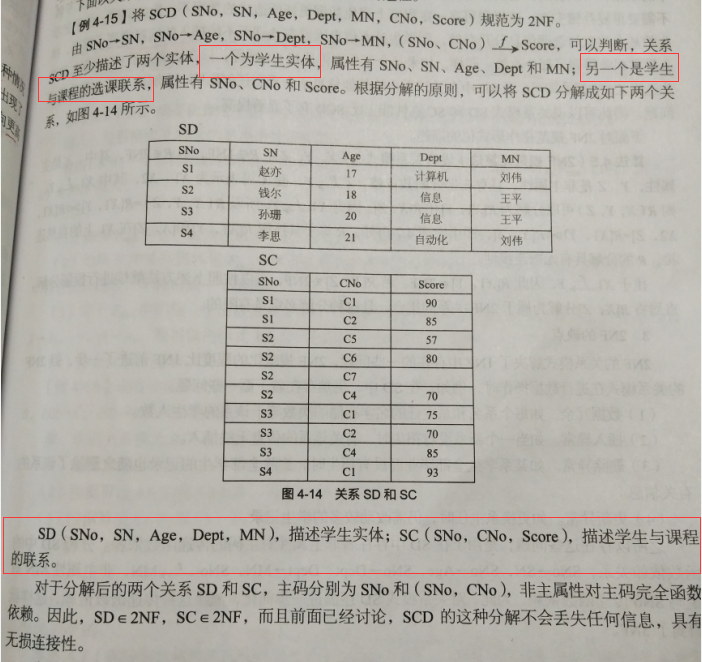 【例4-15】将 SCD (SNo, SN, Age, Dept, MN, CNo, Score) 规范为 2NF。
由 SNo→SN, SNo→Age, SNo→Dept, SNo→MN, (SNo、CNo) f→ Score, 可以判断, 关系
SCD 至少描述了两个实体, 一个为学生实体, 属性有 SNo、SN、Age、Dept 和 MN; 另一个是学生
与课程的选课联系, 属性有 SNo、CNo 和 Score。根据分解的原则, 可以将 SCD 分解成如下两个关
系, 如图 4-14 所示。
SD
SNo SN Age Dept MN
S1 赵亦 17 计算机 刘伟
S2 钱尔 18 信息 王平
S3 孙珊 20 信息 王平
S4 李思 21 自动化 刘伟
SC
SNo CNo Score
S1 C1 90
S1 C2 85
S2 C5 57
S2 C6 80
S2 C7
S2 C4 70
S3 C1 75
S3 C2 70
S3 C4 85
S4 C1 93
图 4-14 关系 SD 和 SC
SD (SNo, SN, Age, Dept, MN), 描述学生实体; SC (SNo, CNo, Score), 描述学生与课程
的联系。
对于分解后的两个关系 SD 和 SC, 主码分别为 SNo 和 (SNo, CNo), 非主属性对主码完全函数
依赖。因此, SD∈2NF, SC∈2NF, 而且前面已经讨论, SCD 的这种分解不会丢失任何信息, 具有
无损连接性。